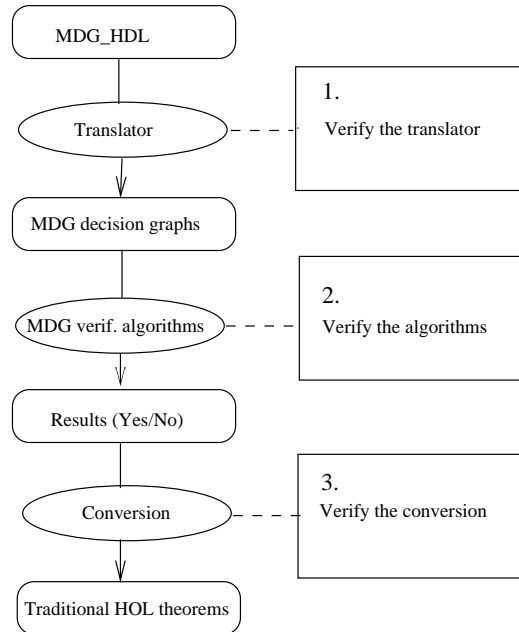 MDG_HDL
1.
Translator
Verify the translator
MDG decision graphs
2.
MDG verif. algorithms
Verify the algorithms
Results (Yes/No)
3.
Conversion
Verify the conversion
Traditional HOL theorems